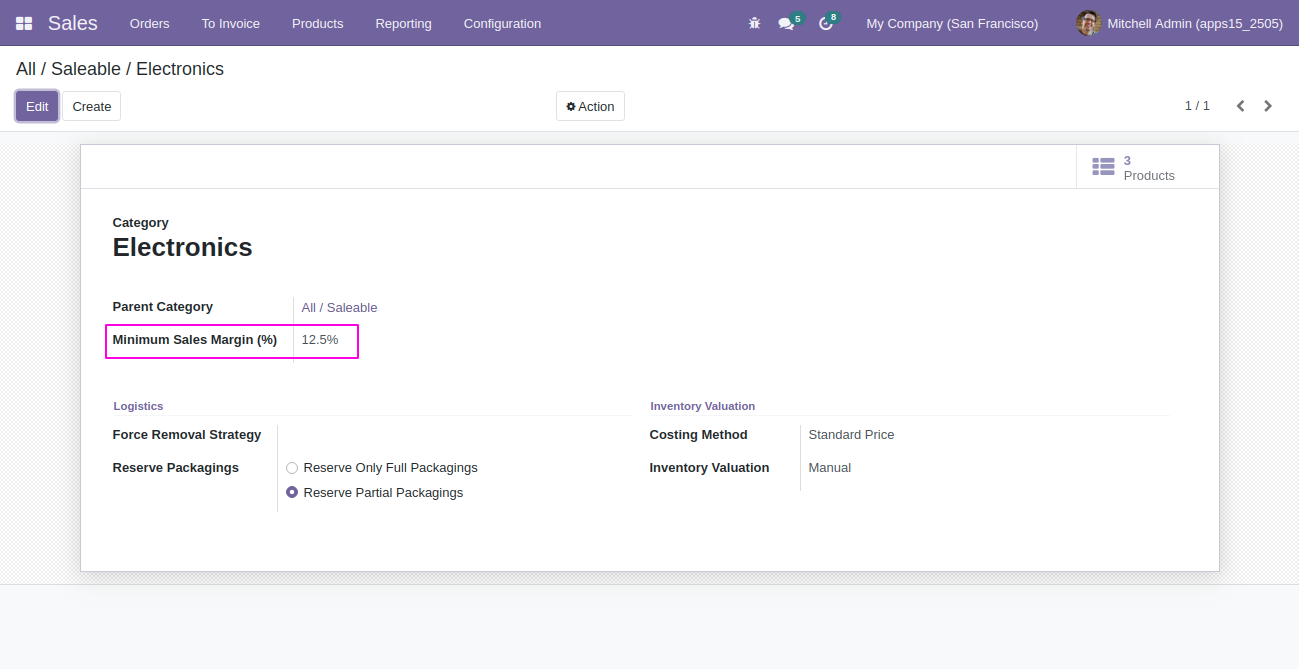 Sales Orders To Invoice Products Reporting Configuration 5 8 My Company (San Francisco) Mitchell Admin (apps15_2505)
All / Saleable / Electronics
Edit Create Action 1 / 1
3
Products
Category
Electronics
Parent Category All / Saleable
Minimum Sales Margin (%) 12.5%
Logistics Inventory Valuation
Force Removal Strategy Costing Method Standard Price
Reserve Packagings Reserve Only Full Packagings Inventory Valuation Manual
Reserve Partial Packagings